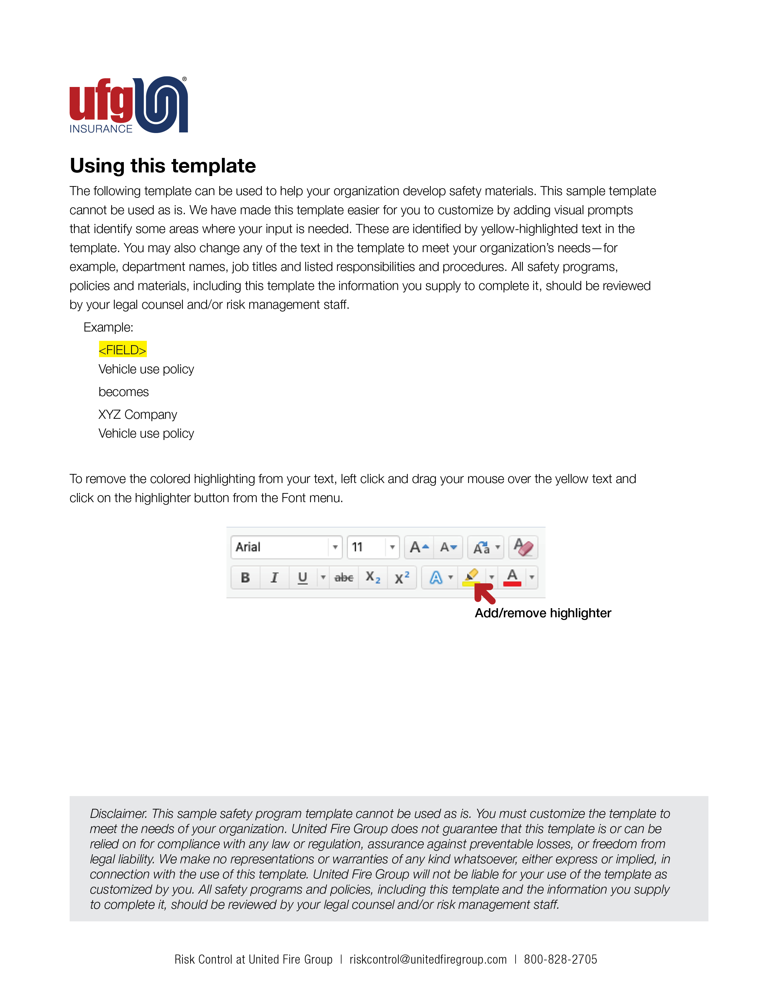 ufg
®
INSURANCE
Using this template
The following template can be used to help your organization develop safety materials. This sample template
cannot be used as is. We have made this template easier for you to customize by adding visual prompts
that identify some areas where your input is needed. These are identified by yellow-highlighted text in the
template. You may also change any of the text in the template to meet your organization’s needs—for
example, department names, job titles and listed responsibilities and procedures. All safety programs,
policies and materials, including this template the information you supply to complete it, should be reviewed
by your legal counsel and/or risk management staff.
Example:
<FIELD>
Vehicle use policy
becomes
XYZ Company
Vehicle use policy
To remove the colored highlighting from your text, left click and drag your mouse over the yellow text and
click on the highlighter button from the Font menu.
Arial 11 A A Aa A
B I U abc X2 X2 A A
Add/remove highlighter
Disclaimer. This sample safety program template cannot be used as is. You must customize the template to
meet the needs of your organization. United Fire Group does not guarantee that this template is or can be
relied on for compliance with any law or regulation, assurance against preventable losses, or freedom from
legal liability. We make no representations or warranties of any kind whatsoever, either express or implied, in
connection with the use of this template. United Fire Group will not be liable for your use of the template as
customized by you. All safety programs and policies, including this template and the information you supply
to complete it, should be reviewed by your legal counsel and/or risk management staff.
Risk Control at United Fire Group | riskcontrol@unitedfiregroup.com | 800-828-2705